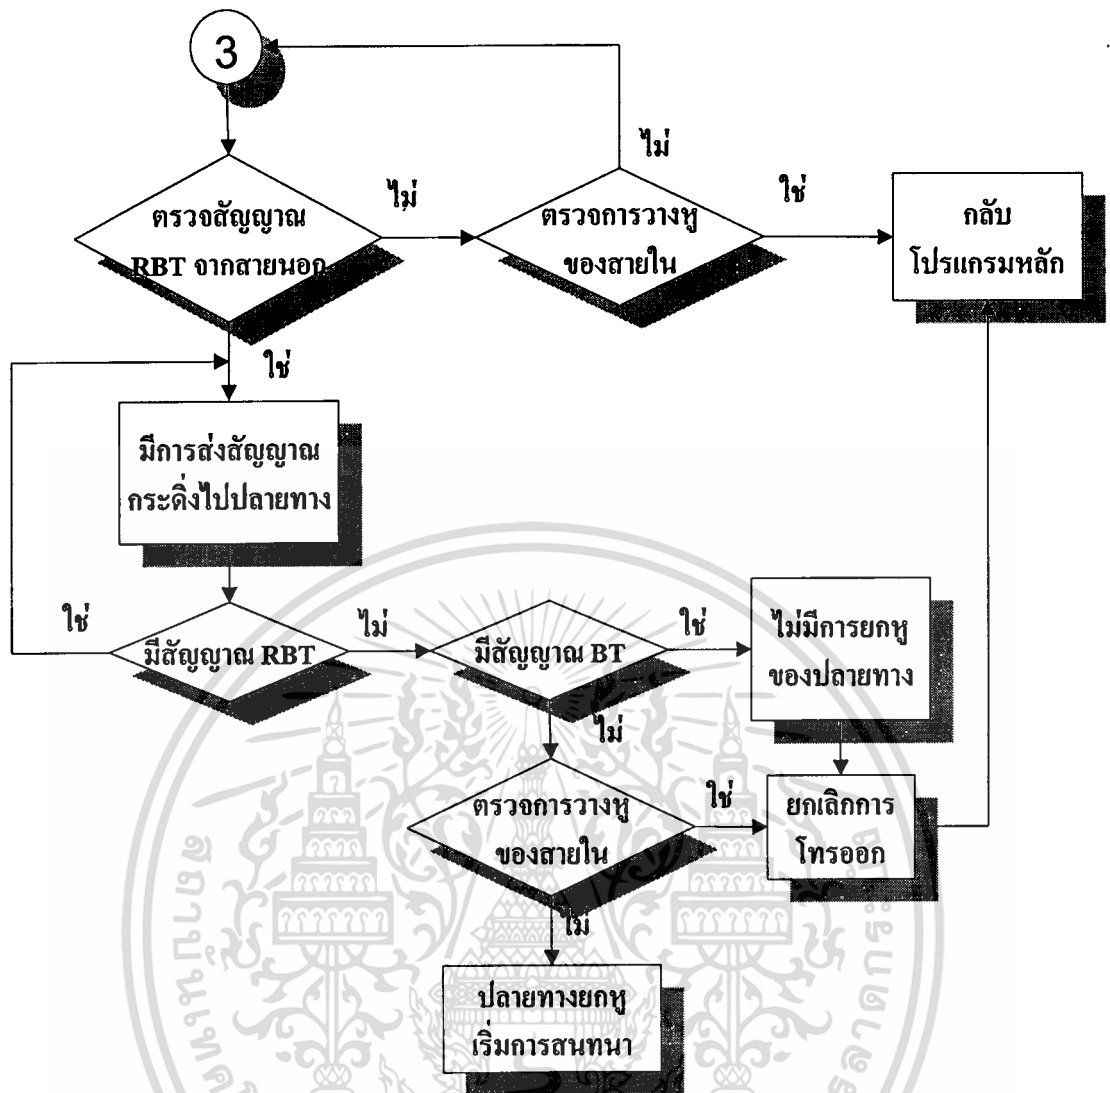 3
ตรวจสัญญาณ
RBT จากสายนอก
ไม่
ตรวจการวางหู
ของสายใน
ไม่
ใช่
กลับ
โปรแกรมหลัก
ใช่
มีการส่งสัญญาณ
กระดิ่งไปปลายทาง
ใช่
มีสัญญาณ RBT
ไม่
มีสัญญาณ BT
ใช่
ไม่มีการยกหู
ของปลายทาง
ไม่
ตรวจการวางหู
ของสายใน
ใช่
ยกเลิกการ
โทรออก
ไม่
ปลายทางยกหู
เริ่มการสนทนา